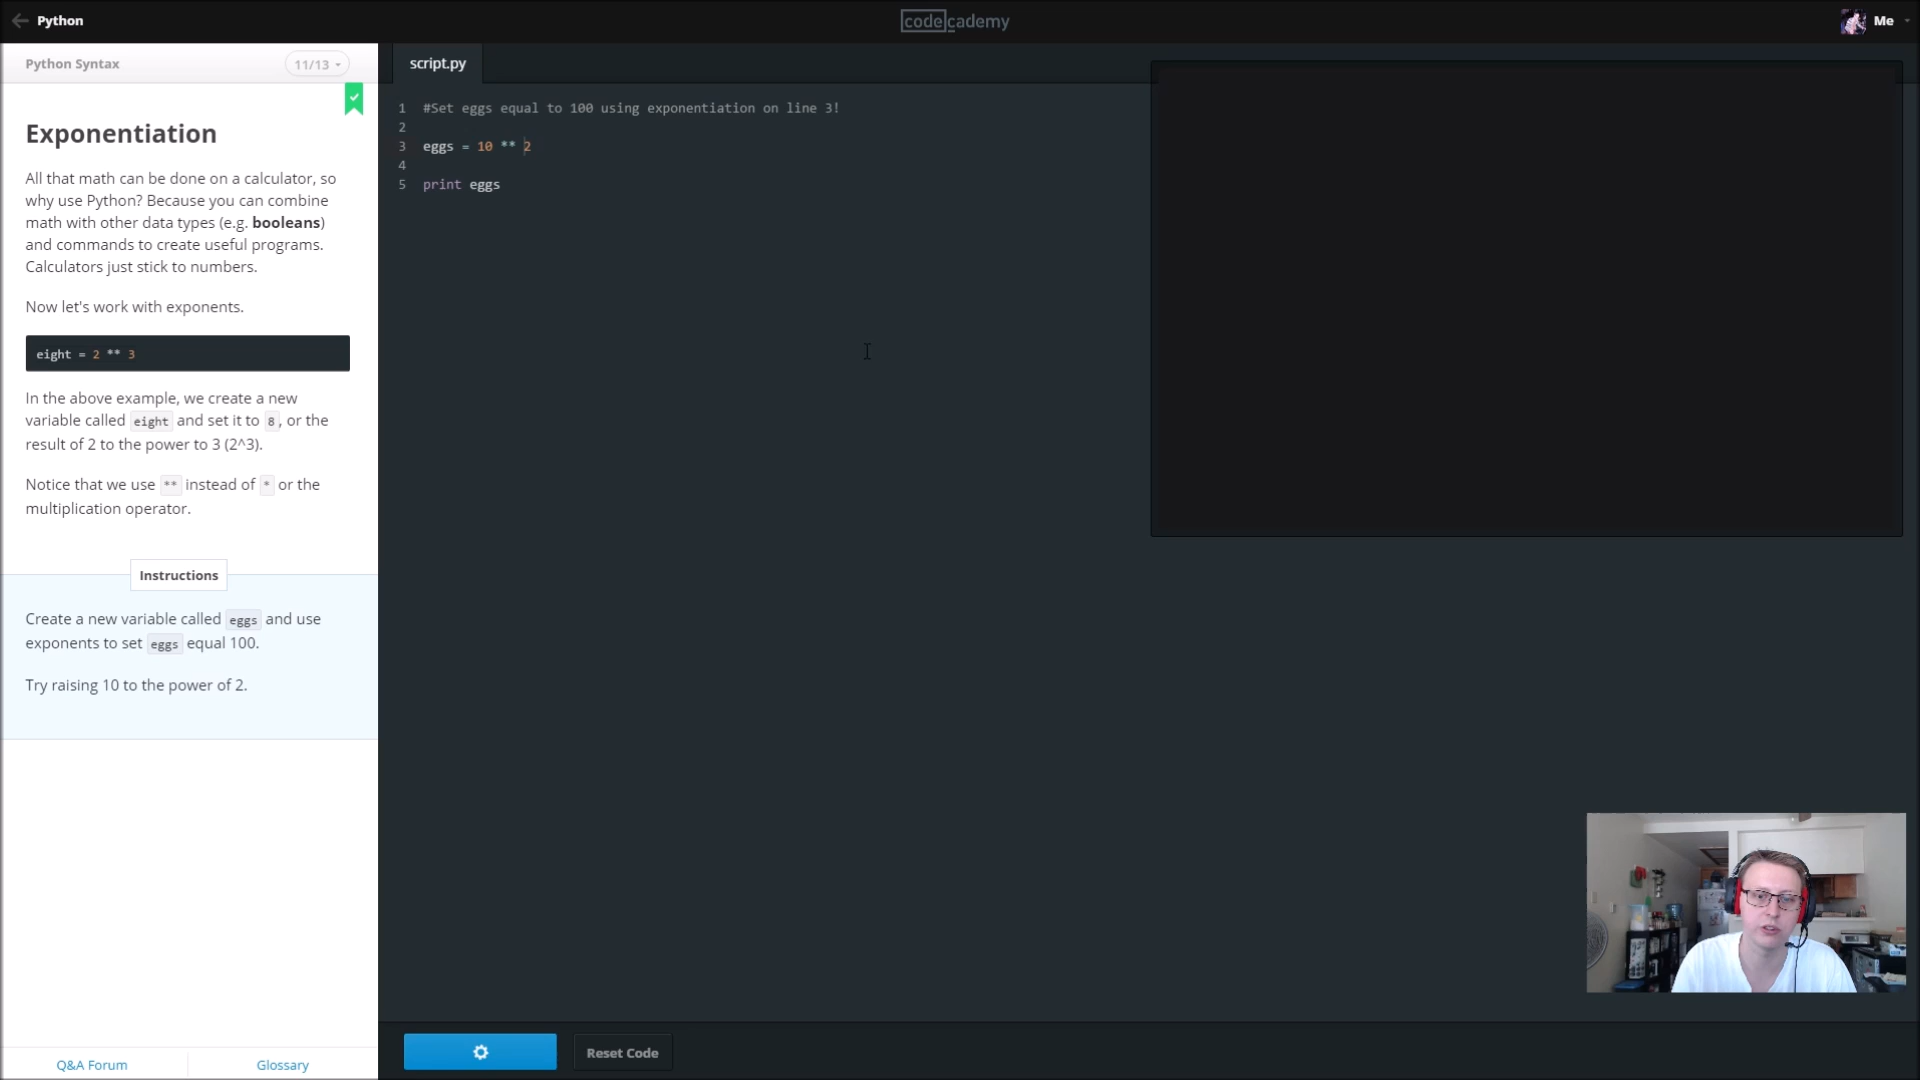 Python
codecademy
Me
Python Syntax
11/13
script.py
Exponentiation
All that math can be done on a calculator, so
why use Python? Because you can combine
math with other data types (e.g. booleans)
and commands to create useful programs.
Calculators just stick to numbers.
Now let's work with exponents.
eight = 2 ** 3
In the above example, we create a new
variable called eight and set it to 8, or the
result of 2 to the power to 3 (2^3).
Notice that we use ** instead of * or the
multiplication operator.
Instructions
Create a new variable called eggs and use
exponents to set eggs equal 100.
Try raising 10 to the power of 2.
Q&A Forum
Glossary
1 #Set eggs equal to 100 using exponentiation on line 3!
2
3 eggs = 10 ** 2
4
5 print eggs
Reset Code